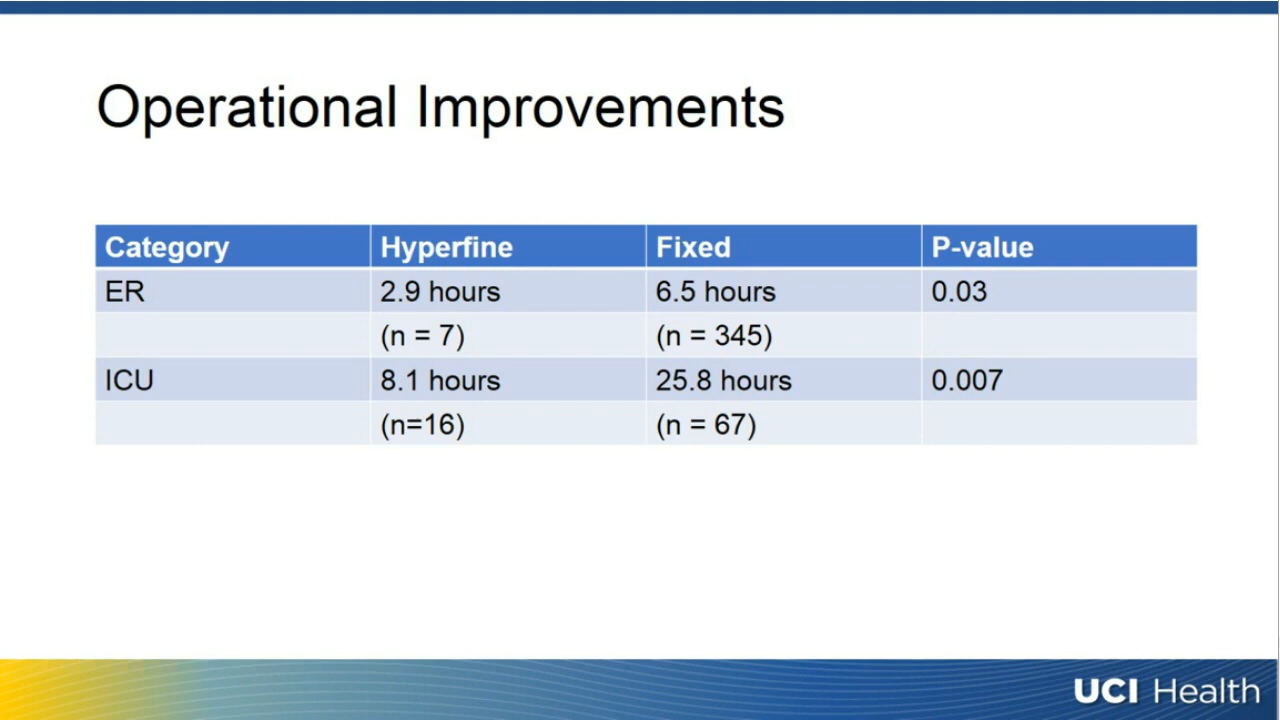 Operational Improvements
Category Hyperfine Fixed P-value
ER 2.9 hours 6.5 hours 0.03
(n = 7) (n = 345)
ICU 8.1 hours 25.8 hours 0.007
(n=16) (n = 67)
UCI Health